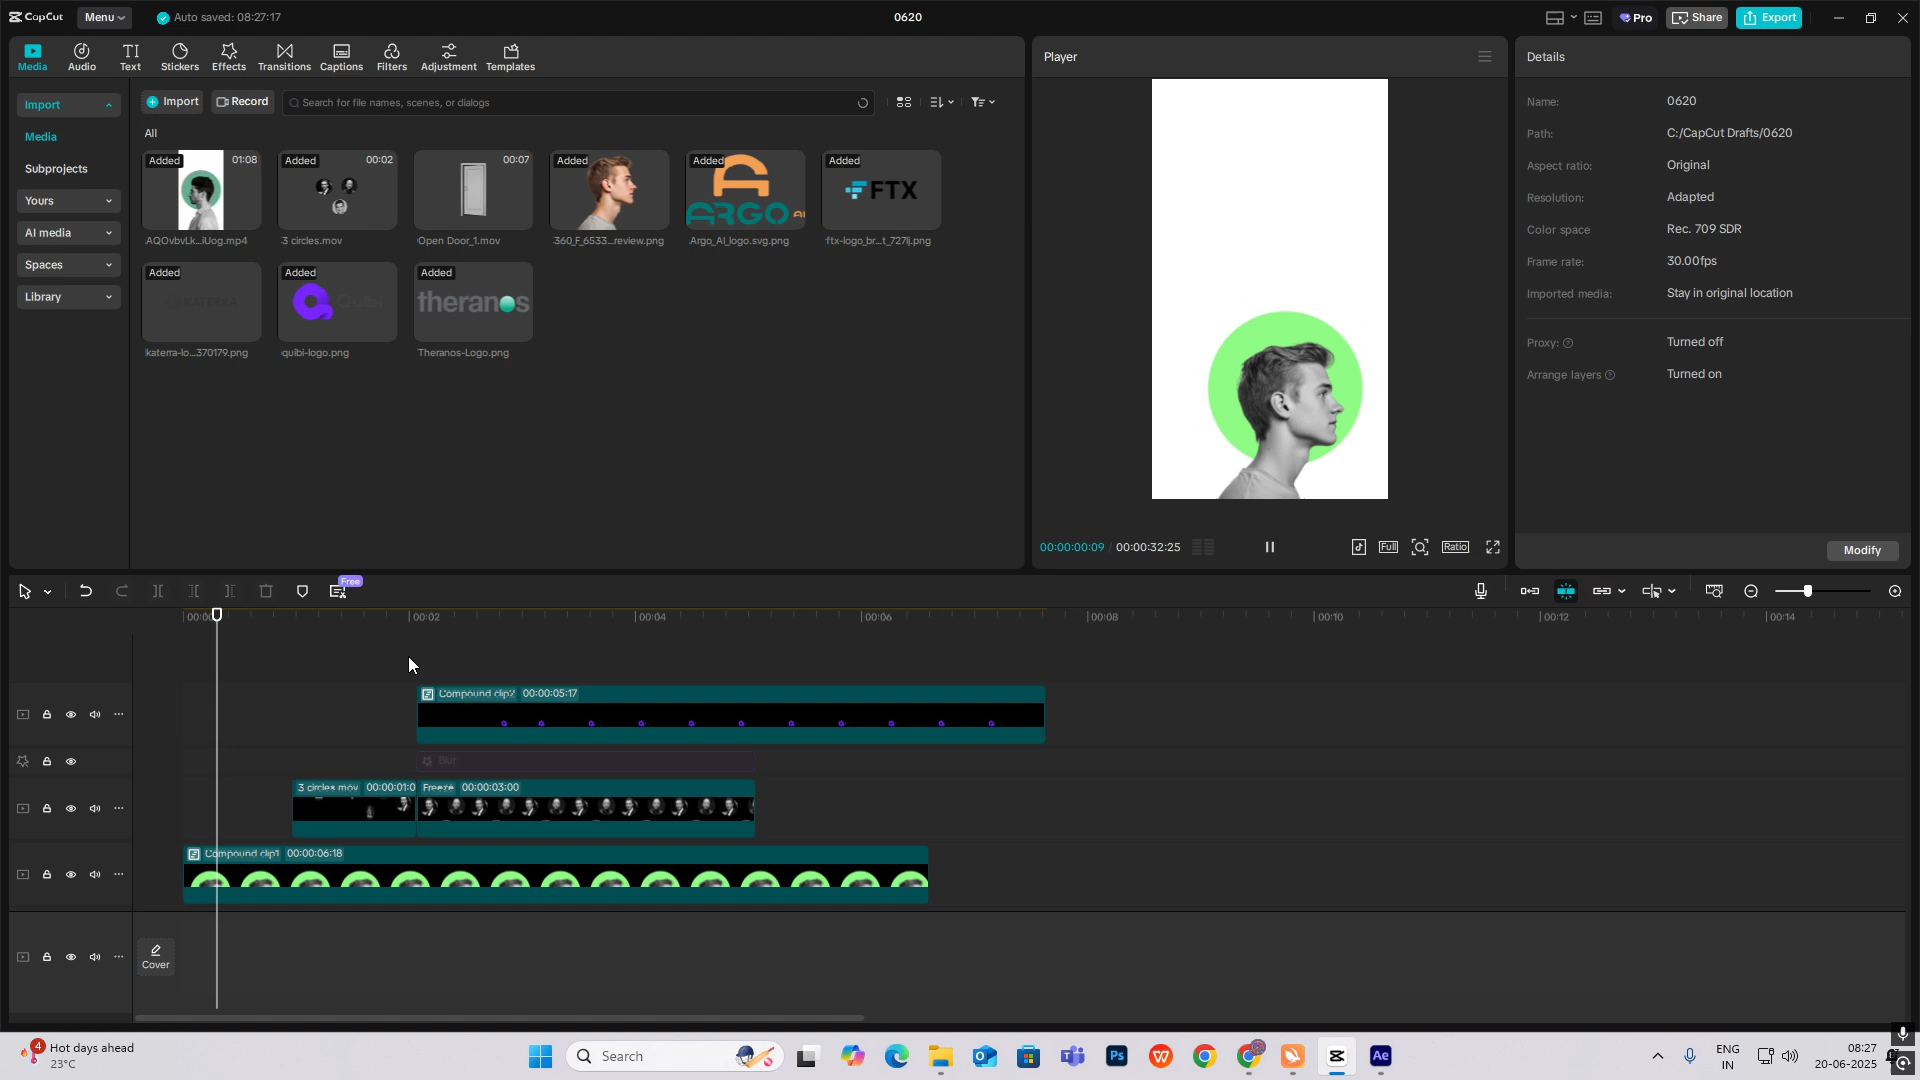 CapCut
Menu
Auto saved: 08:27:17
0620
Pro
Share
Export
Media
Audio
Text
Stickers
Effects
Transitions
Captions
Filters
Adjustment
Templates
Import
Media
Subprojects
Yours
AI media
Spaces
Library
Import
Record
Search for file names, scenes, or dialogs
All
Added 01:08
AQOvbvLk...iUog.mp4
Added 00:02
3 circles.mov
00:07
Open Door_1.mov
Added
360_F_6533...review.png
Added
ARGO AI
Argo_AI_logo.svg.png
Added
FTX
ftx-logo_br...t_727lj.png
Added
KATERRA
katerra-lo...370179.png
Added
Quibi
quibi-logo.png
Added
theranos
Theranos-Logo.png
Player
00:00:00:09 / 00:00:32:25
Full
Ratio
Details
Name: 0620
Path: C:/CapCut Drafts/0620
Aspect ratio: Original
Resolution: Adapted
Color space Rec. 709 SDR
Frame rate: 30.00fps
Imported media: Stay in original location
Proxy: Turned off
Arrange layers Turned on
Modify
Free
00:00 00:02 00:04 00:06 00:08 00:10 00:12 00:14
Compound clip2 00:00:05:17
Blur
3 circles.mov 00:00:01:0
Freeze 00:00:03:00
Compound clip1 00:00:06:18
Cover
4
Hot days ahead
23°C
Search
Ps
W
Ae
ENG
IN
08:27
20-06-2025